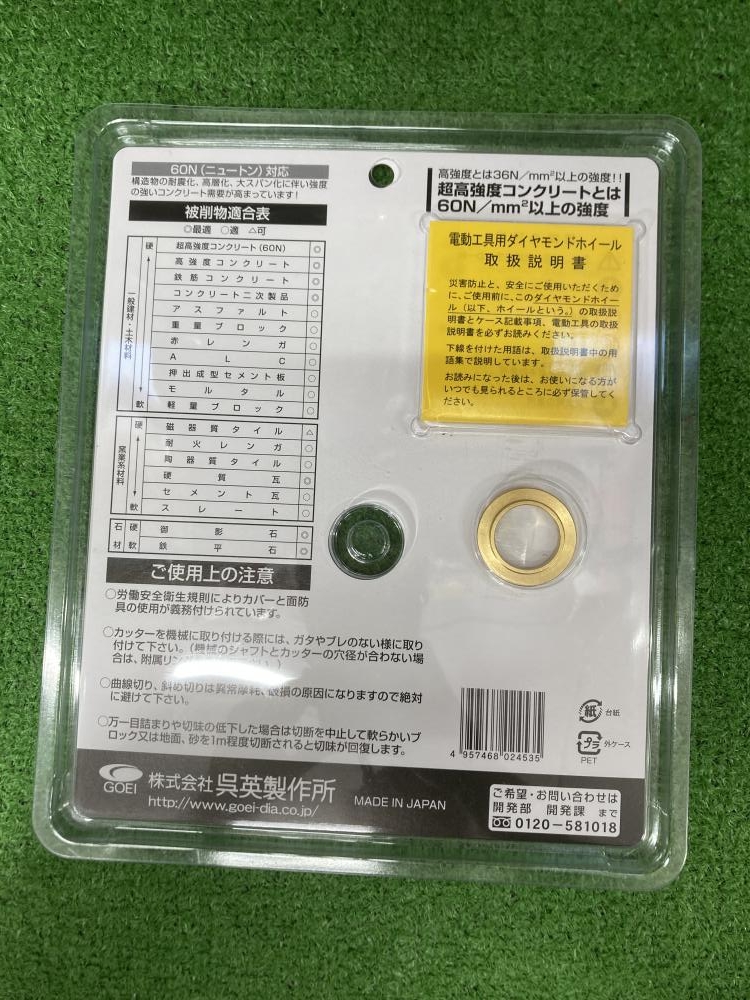 60N(ニュートン)対応
構造物の耐震化、高層化、大スパン化に伴い強度
の強いコンクリート需要が高まっています!
被削物適合表
◎最適 ○適 △可
一般建材・土木材料
硬
軟
超高強度コンクリート(60N) ◎
高強度コンクリート ◎
鉄筋コンクリート ◎
コンクリート二次製品 ◎
アスファルト ○
重量ブロック ○
赤レンガ ○
ALC ○
押出成型セメント板 ○
モルタル ○
軽量ブロック ○
窯業系材料
硬
軟
磁器質タイル △
耐火レンガ ○
陶器質タイル ○
硬質瓦 ◎
セメント瓦 ○
スレート ○
石材
硬
軟
御影石 ◎
鉄平石 ◎
ご使用上の注意
○労働安全衛生規則によりカバーと面防
具の使用が義務付けられています。
○カッターを機械に取り付ける際には、ガタやブレのない様に取り
付けて下さい。(機械のシャフトとカッターの穴径が合わない場
合は、附属リン
○曲線切り、斜め切りは異常摩耗、破損の原因になりますので絶対
に避けて下さい。
○万一目詰まりや切味の低下した場合は切断を中止して軟らかいブ
ロック又は地面、砂を1m程度切断されると切味が回復します。
高強度とは36N/mm²以上の強度!!
超高強度コンクリートとは
60N/mm²以上の強度
電動工具用ダイヤモンドホイール
取扱説明書
災害防止と、安全にご使用いただくため
に、ご使用前に、このダイヤモンドホイー
ル(以下、ホイールという。)の取扱説
明書とケース記載事項、電動工具の取扱
説明書を必ずお読みください。
下線を付けた用語は、取扱説明書中の用
語集で説明しています。
お読みになった後は、お使いになる方が
いつでも見られるところに必ず保管してく
ださい。
4 957468 024535
紙 台紙
プラ 外ケース
PET
GOEI
株式会社 呉英製作所
http://www.goei-dia.co.jp/
MADE IN JAPAN
ご希望・お問い合わせは
開発部 開発課 まで
0120-581018